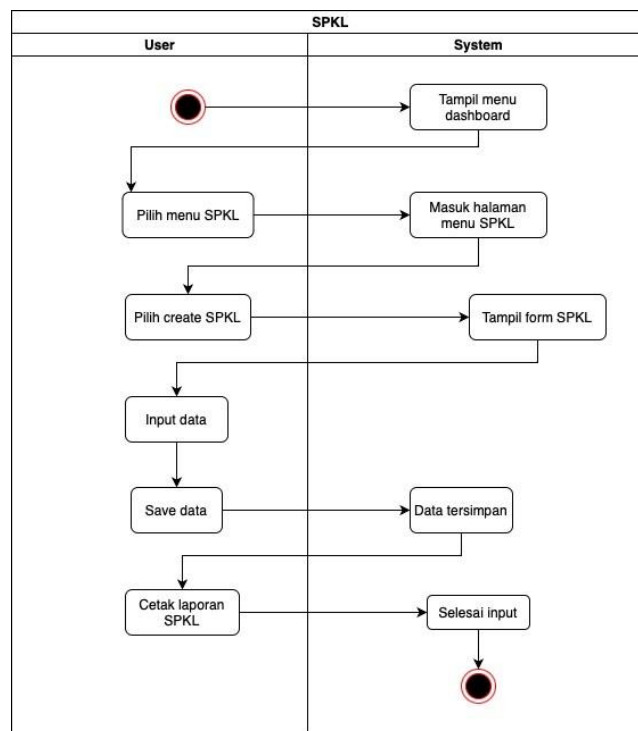 SPKL
User
System
Tampil menu
dashboard
Pilih menu SPKL
Masuk halaman
menu SPKL
Pilih create SPKL
Tampil form SPKL
Input data
Save data
Data tersimpan
Cetak laporan
SPKL
Selesai input